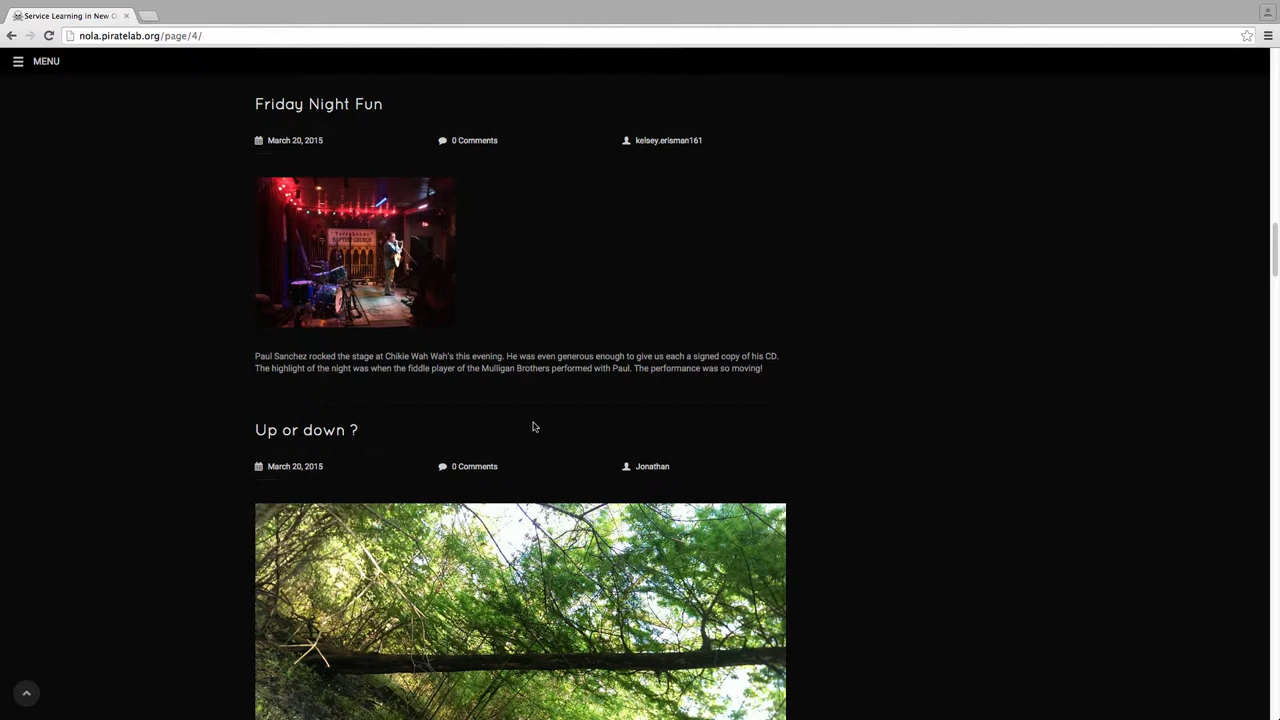 Service Learning in New O
nola.piratelab.org/page/4/
MENU
Friday Night Fun
March 20, 2015 0 Comments kelsey.erisman161
BAPTIST CHURCH
Paul Sanchez rocked the stage at Chikie Wah Wah's this evening. He was even generous enough to give us each a signed copy of his CD.
The highlight of the night was when the fiddle player of the Mulligan Brothers performed with Paul. The performance was so moving!
Up or down ?
March 20, 2015 0 Comments Jonathan